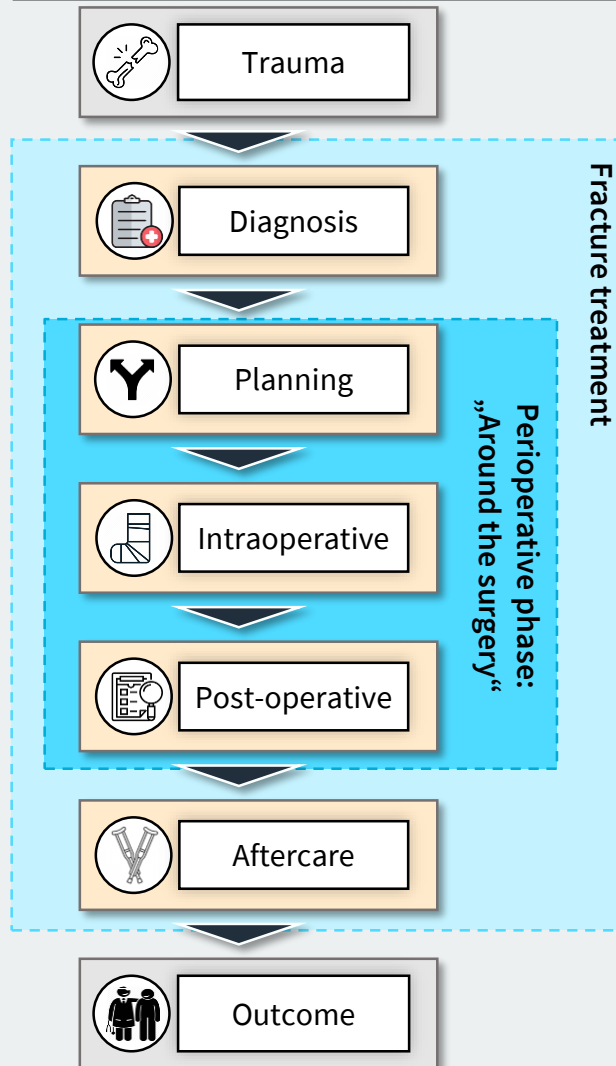 Trauma
Diagnosis
Planning
Intraoperative
Post-operative
Aftercare
Outcome
Fracture treatment
Perioperative phase:
„Around the surgery“